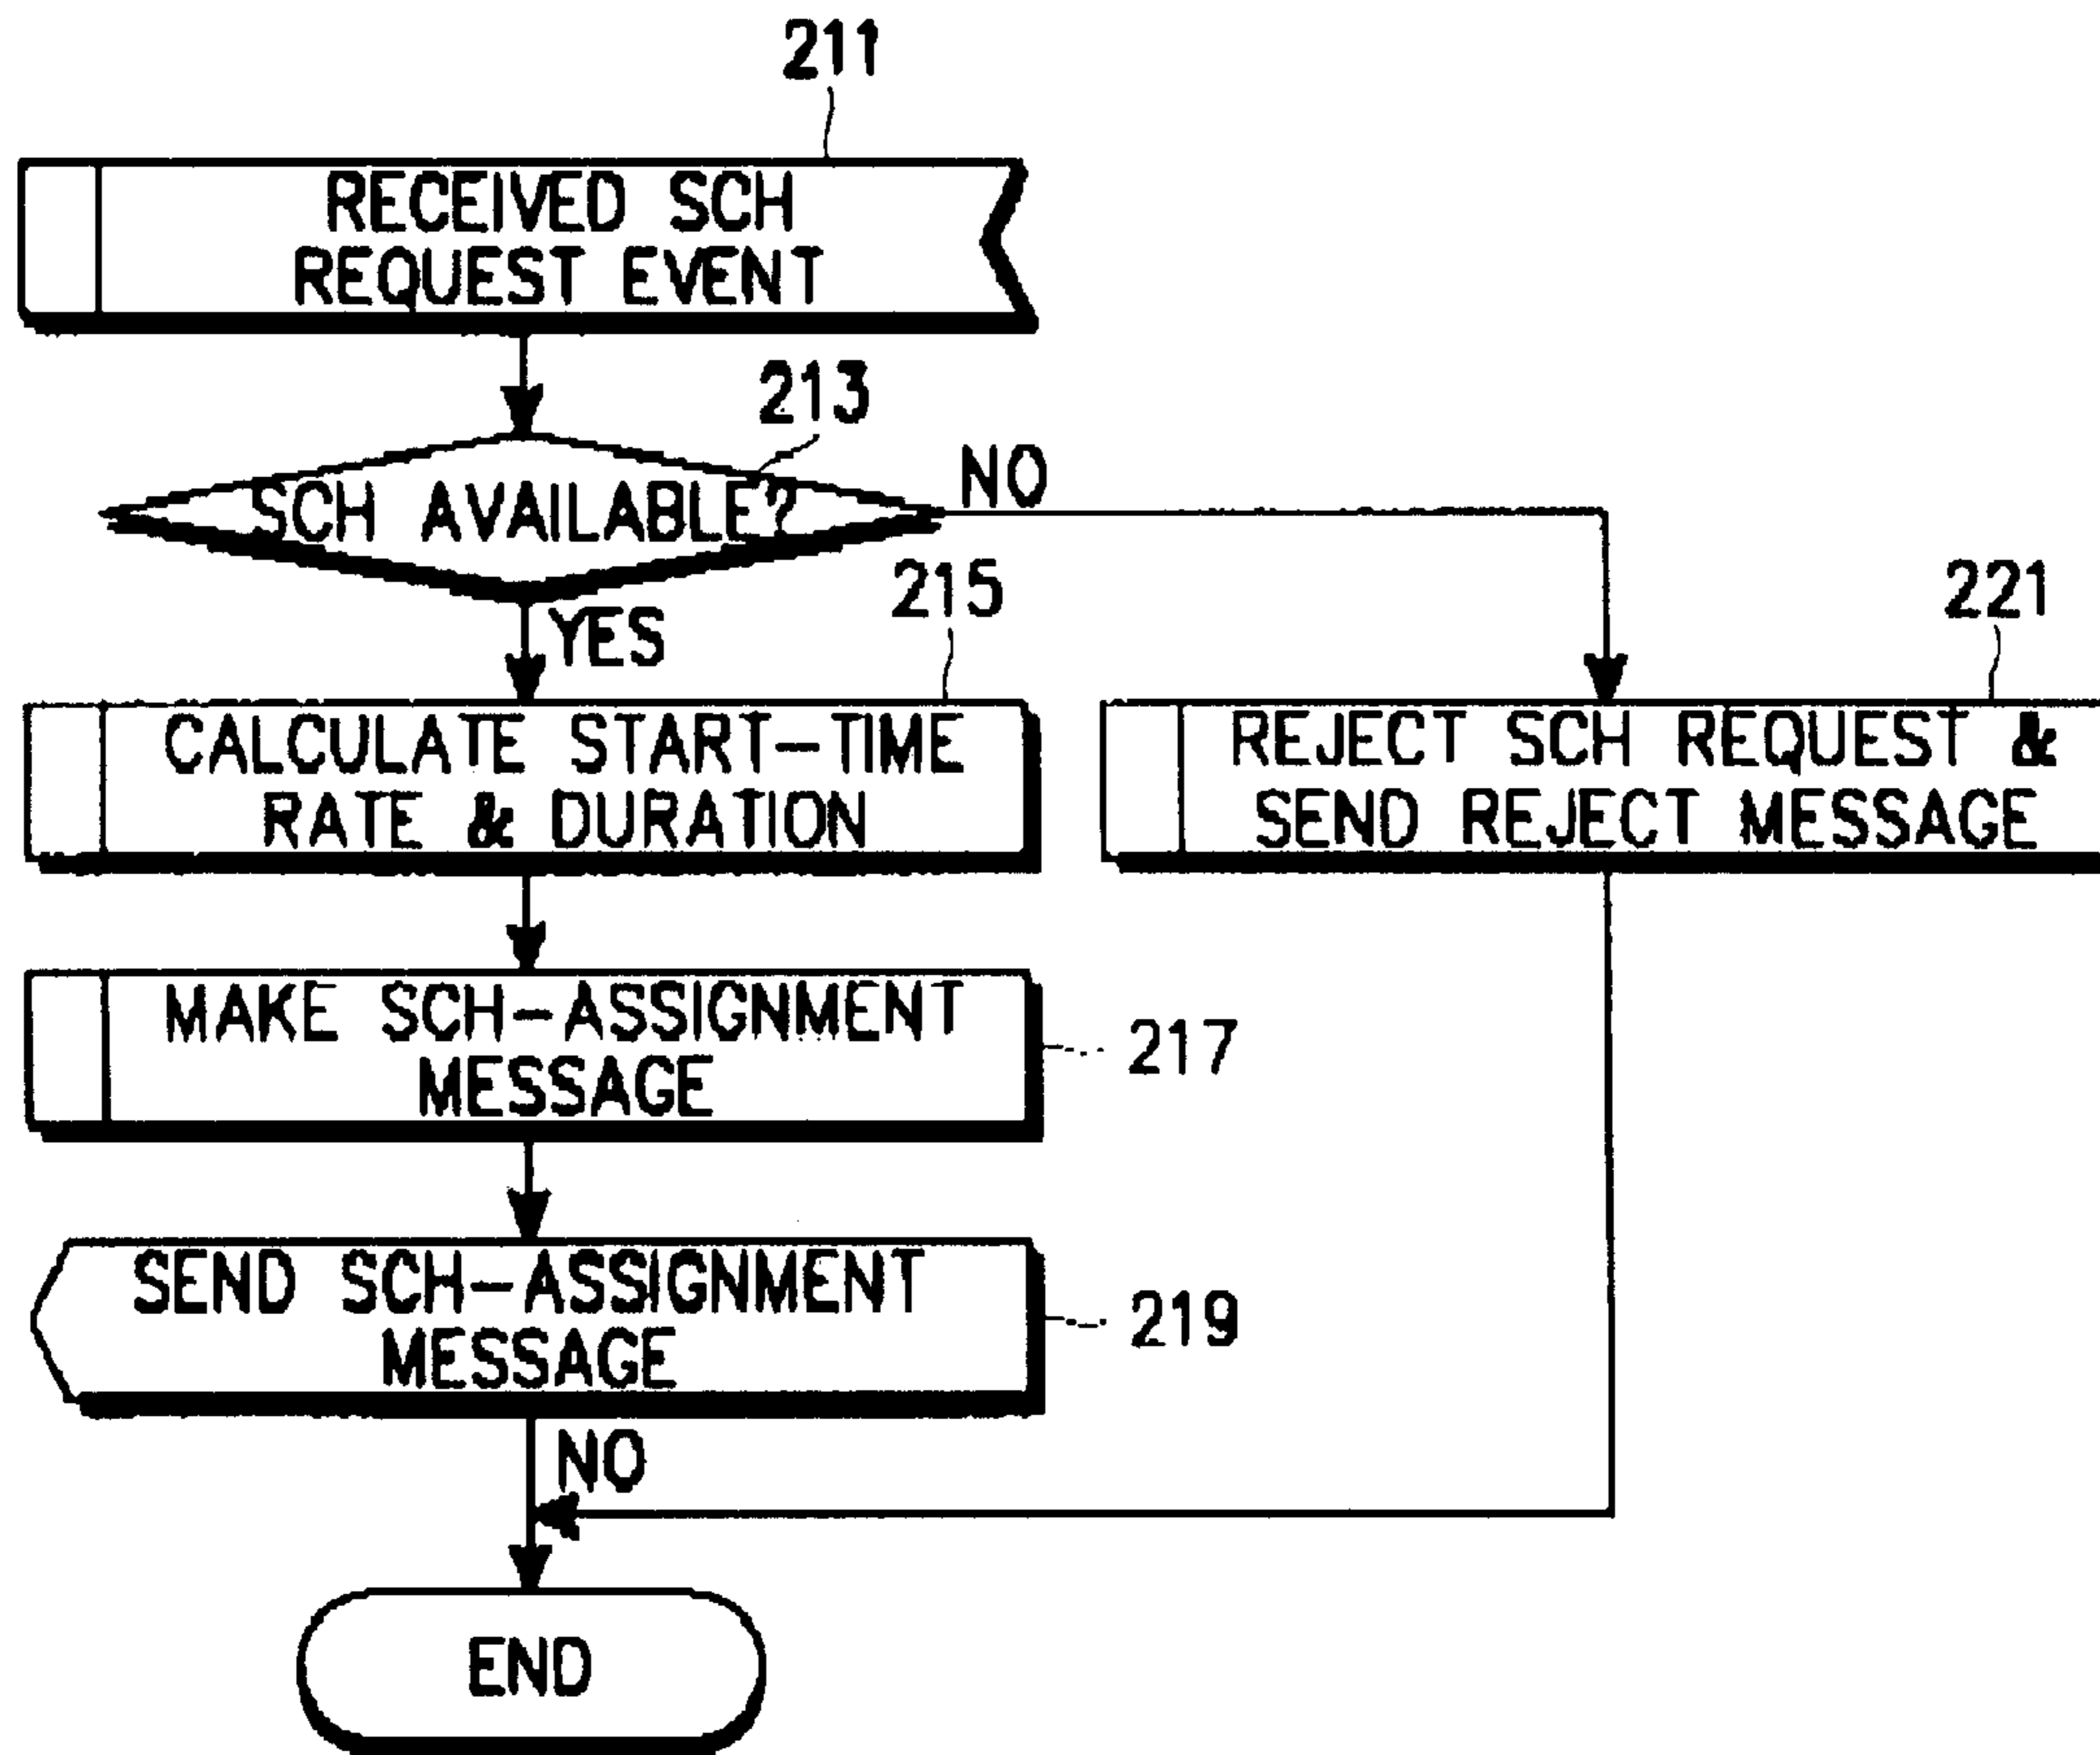 211
RECEIVED SCH
REQUEST EVENT
213
SCH AVAILABLE?
NO
YES
215
CALCULATE START-TIME
RATE & DURATION
221
REJECT SCH REQUEST &
SEND REJECT MESSAGE
MAKE SCH-ASSIGNMENT
MESSAGE
217
SEND SCH-ASSIGNMENT
MESSAGE
219
NO
END